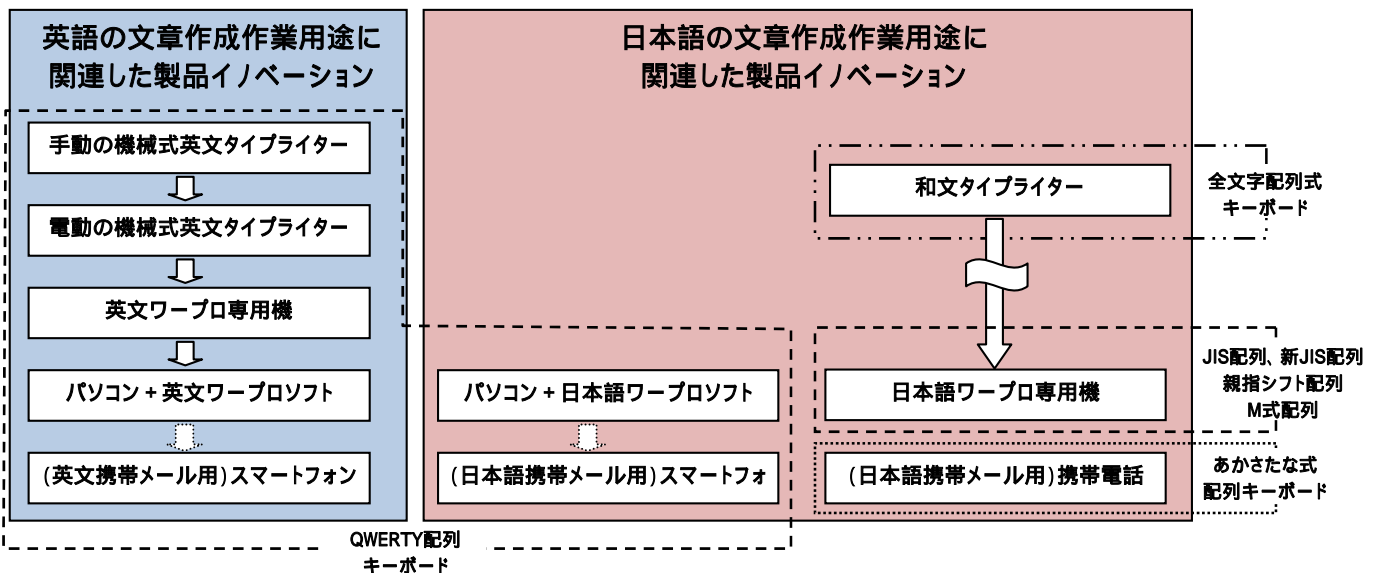 英語の文章作成作業用途に
関連した製品イノベーション
手動の機械式英文タイプライター
電動の機械式英文タイプライター
英文ワープロ専用機
パソコン + 英文ワープロソフト
(英文携帯メール用)スマートフォン
日本語の文章作成作業用途に
関連した製品イノベーション
和文タイプライター
全文字配列式
キーボード
パソコン + 日本語ワープロソフト
日本語ワープロ専用機
JIS配列、新JIS配列
親指シフト配列
M式配列
(日本語携帯メール用)スマートフォ
(日本語携帯メール用)携帯電話
あかさたな式
配列キーボード
QWERTY配列
キーボード